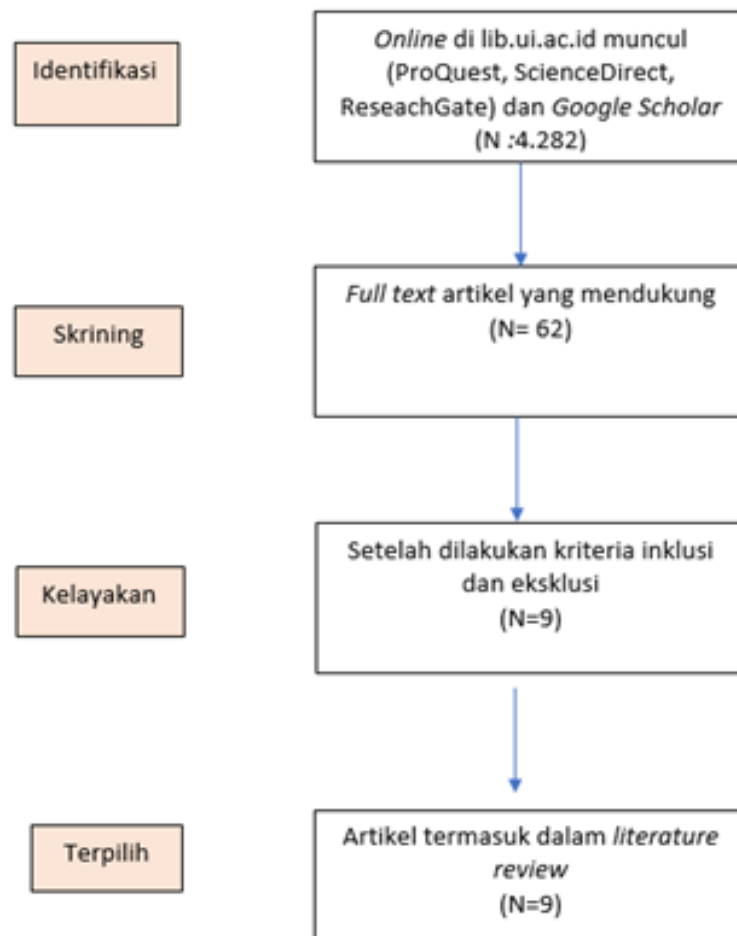 Identifikasi
Online di lib.ui.ac.id muncul
(ProQuest, ScienceDirect,
ReseachGate) dan Google Scholar
(N :4.282)
Skrining
Full text artikel yang mendukung
(N= 62)
Kelayakan
Setelah dilakukan kriteria inklusi
dan eksklusi
(N=9)
Terpilih
Artikel termasuk dalam literature
review
(N=9)